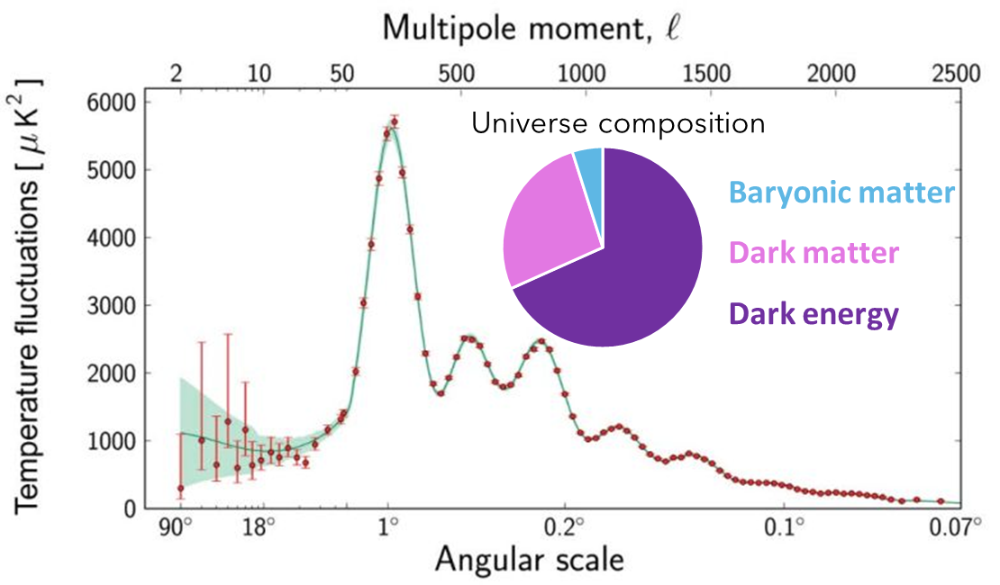 Multipole moment, ℓ
2 10 50 500 1000 1500 2000 2500
Temperature fluctuations [ μ K² ]
6000
5000
4000
3000
2000
1000
0
Universe composition
Baryonic matter
Dark matter
Dark energy
90° 18° 1° 0.2° 0.1° 0.07°
Angular scale